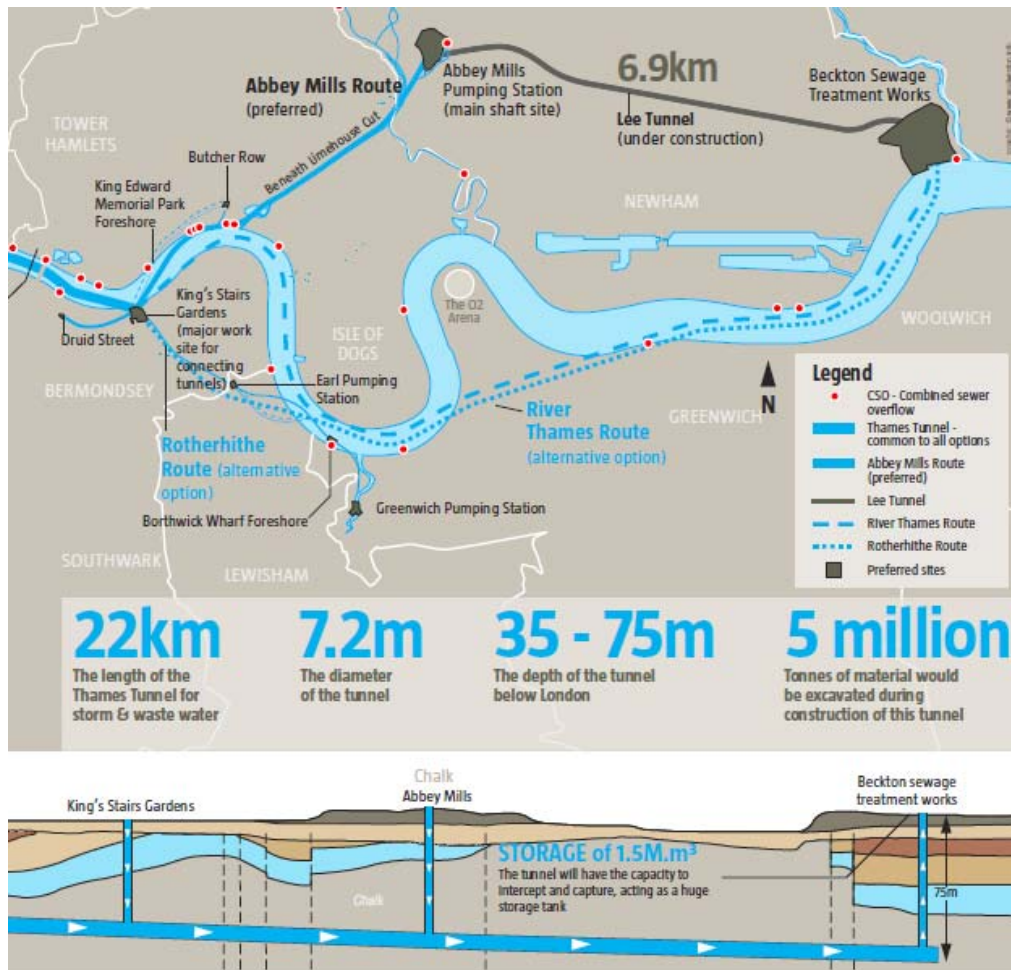 Abbey Mills Route
(preferred)
Abbey Mills
Pumping Station
(main shaft site)
6.9km
Lee Tunnel
(under construction)
Beckton Sewage
Treatment Works
TOWER
HAMLETS
Butcher Row
Beneath Limehouse Cut
King Edward
Memorial Park
Foreshore
NEWHAM
King's Stairs
Gardens
(major work
site for
connecting
tunnels)
Druid Street
ISLE OF
DOGS
The O2
Arena
WOOLWICH
BERMONDSEY
Earl Pumping
Station
GREENWICH
N
River
Thames Route
(alternative option)
Rotherhithe
Route (alternative
option)
Borthwick Wharf Foreshore
Greenwich Pumping Station
SOUTHWARK
LEWISHAM
Legend
CSO - Combined sewer
overflow
Thames Tunnel -
common to all options
Abbey Mills Route
(preferred)
Lee Tunnel
River Thames Route
Rotherhithe Route
Preferred sites
22km
The length of the
Thames Tunnel for
storm & waste water
7.2m
The diameter
of the tunnel
35 - 75m
The depth of the tunnel
below London
5 million
Tonnes of material would
be excavated during
construction of this tunnel
King's Stairs Gardens
Chalk
Abbey Mills
Beckton sewage
treatment works
STORAGE of 1.5M.m³
The tunnel will have the capacity to
intercept and capture, acting as a huge
storage tank
Chalk
75m